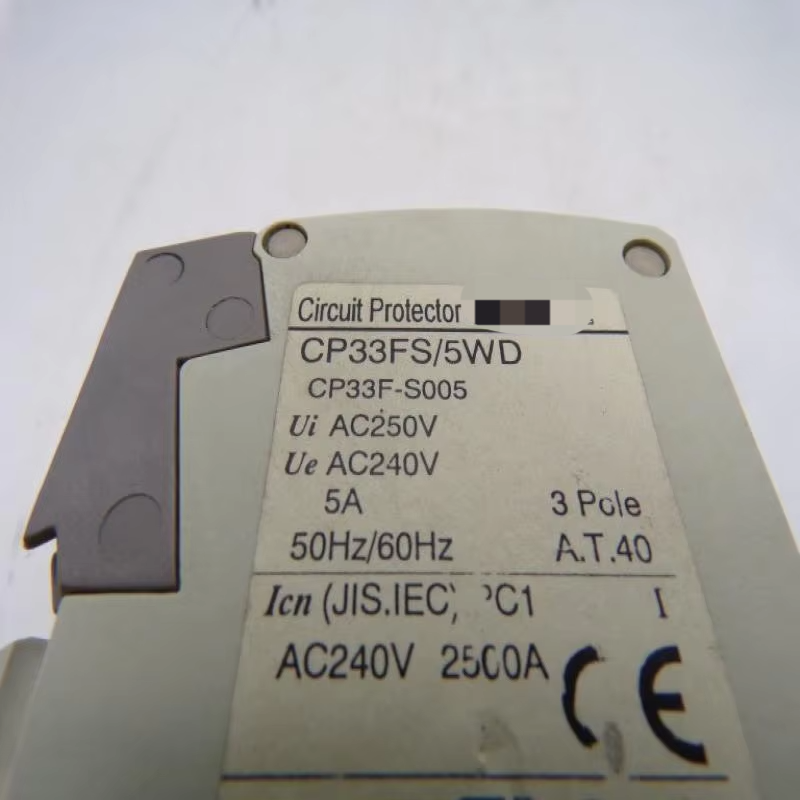 Circuit Protector
CP33FS/5WD
CP33F-S005
Ui AC250V
Ue AC240V
5A 3 Pole
50Hz/60Hz A.T.40
Icn (JIS.IEC) PC1 I
AC240V 2500A CE